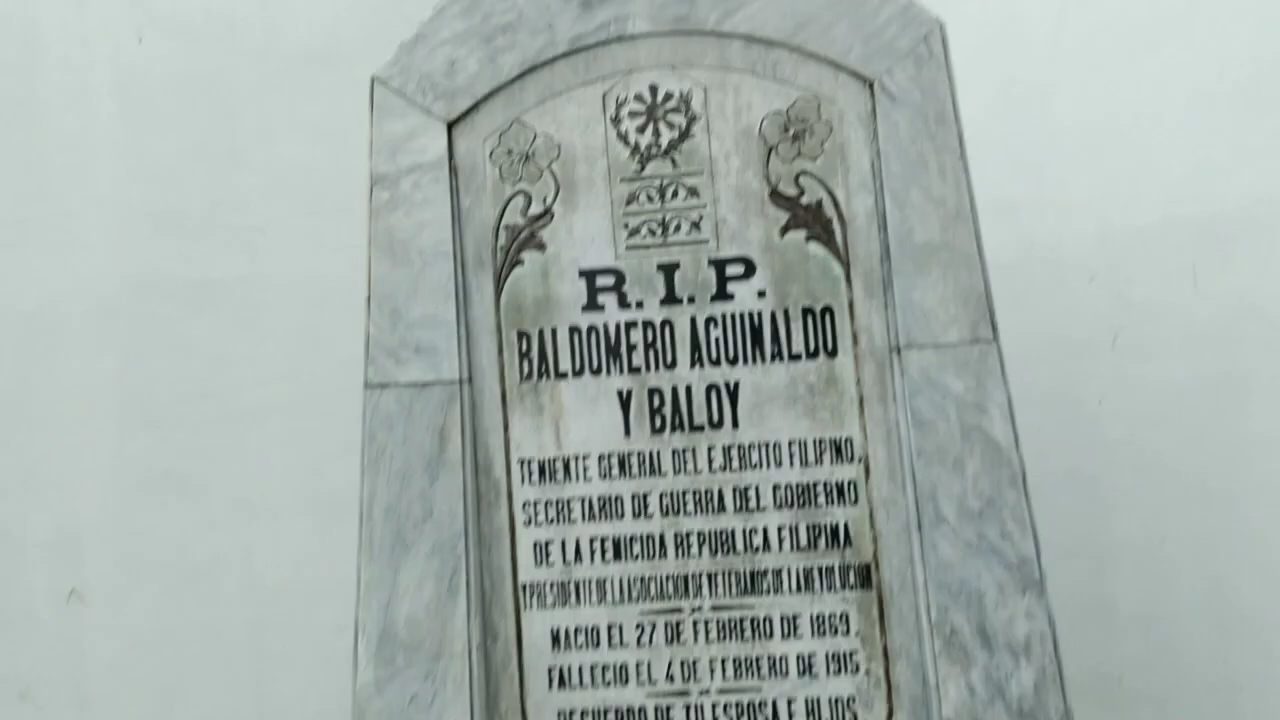 R. I. P.
BALDOMERO AGUINALDO
Y BALOY
TENIENTE GENERAL DEL EJERCITO FILIPINO.
SECRETARIO DE GUERRA DEL GOBIERNO
DE LA FENICIDA REPUBLICA FILIPINA
Y PRESIDENTE DE LA ASOCIACION DE VETERANOS DE LA REVOLUCION
NACIO EL 27 DE FEBRERO DE 1869.
FALLECIO EL 4 DE FEBRERO DE 1915
RECUERDO DE TU ESPOSA E HIJOS